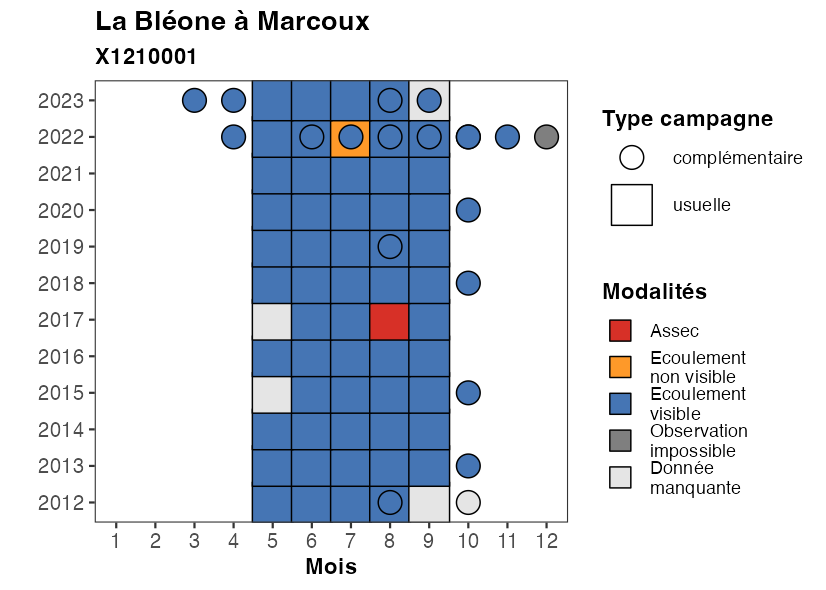 La Bléone à Marcoux
X1210001
2023
2022
2021
2020
2019
2018
2017
2016
2015
2014
2013
2012
1 2 3 4 5 6 7 8 9 10 11 12
Mois
Type campagne
complémentaire
usuelle
Modalités
Assec
Ecoulement
non visible
Ecoulement
visible
Observation
impossible
Donnée
manquante